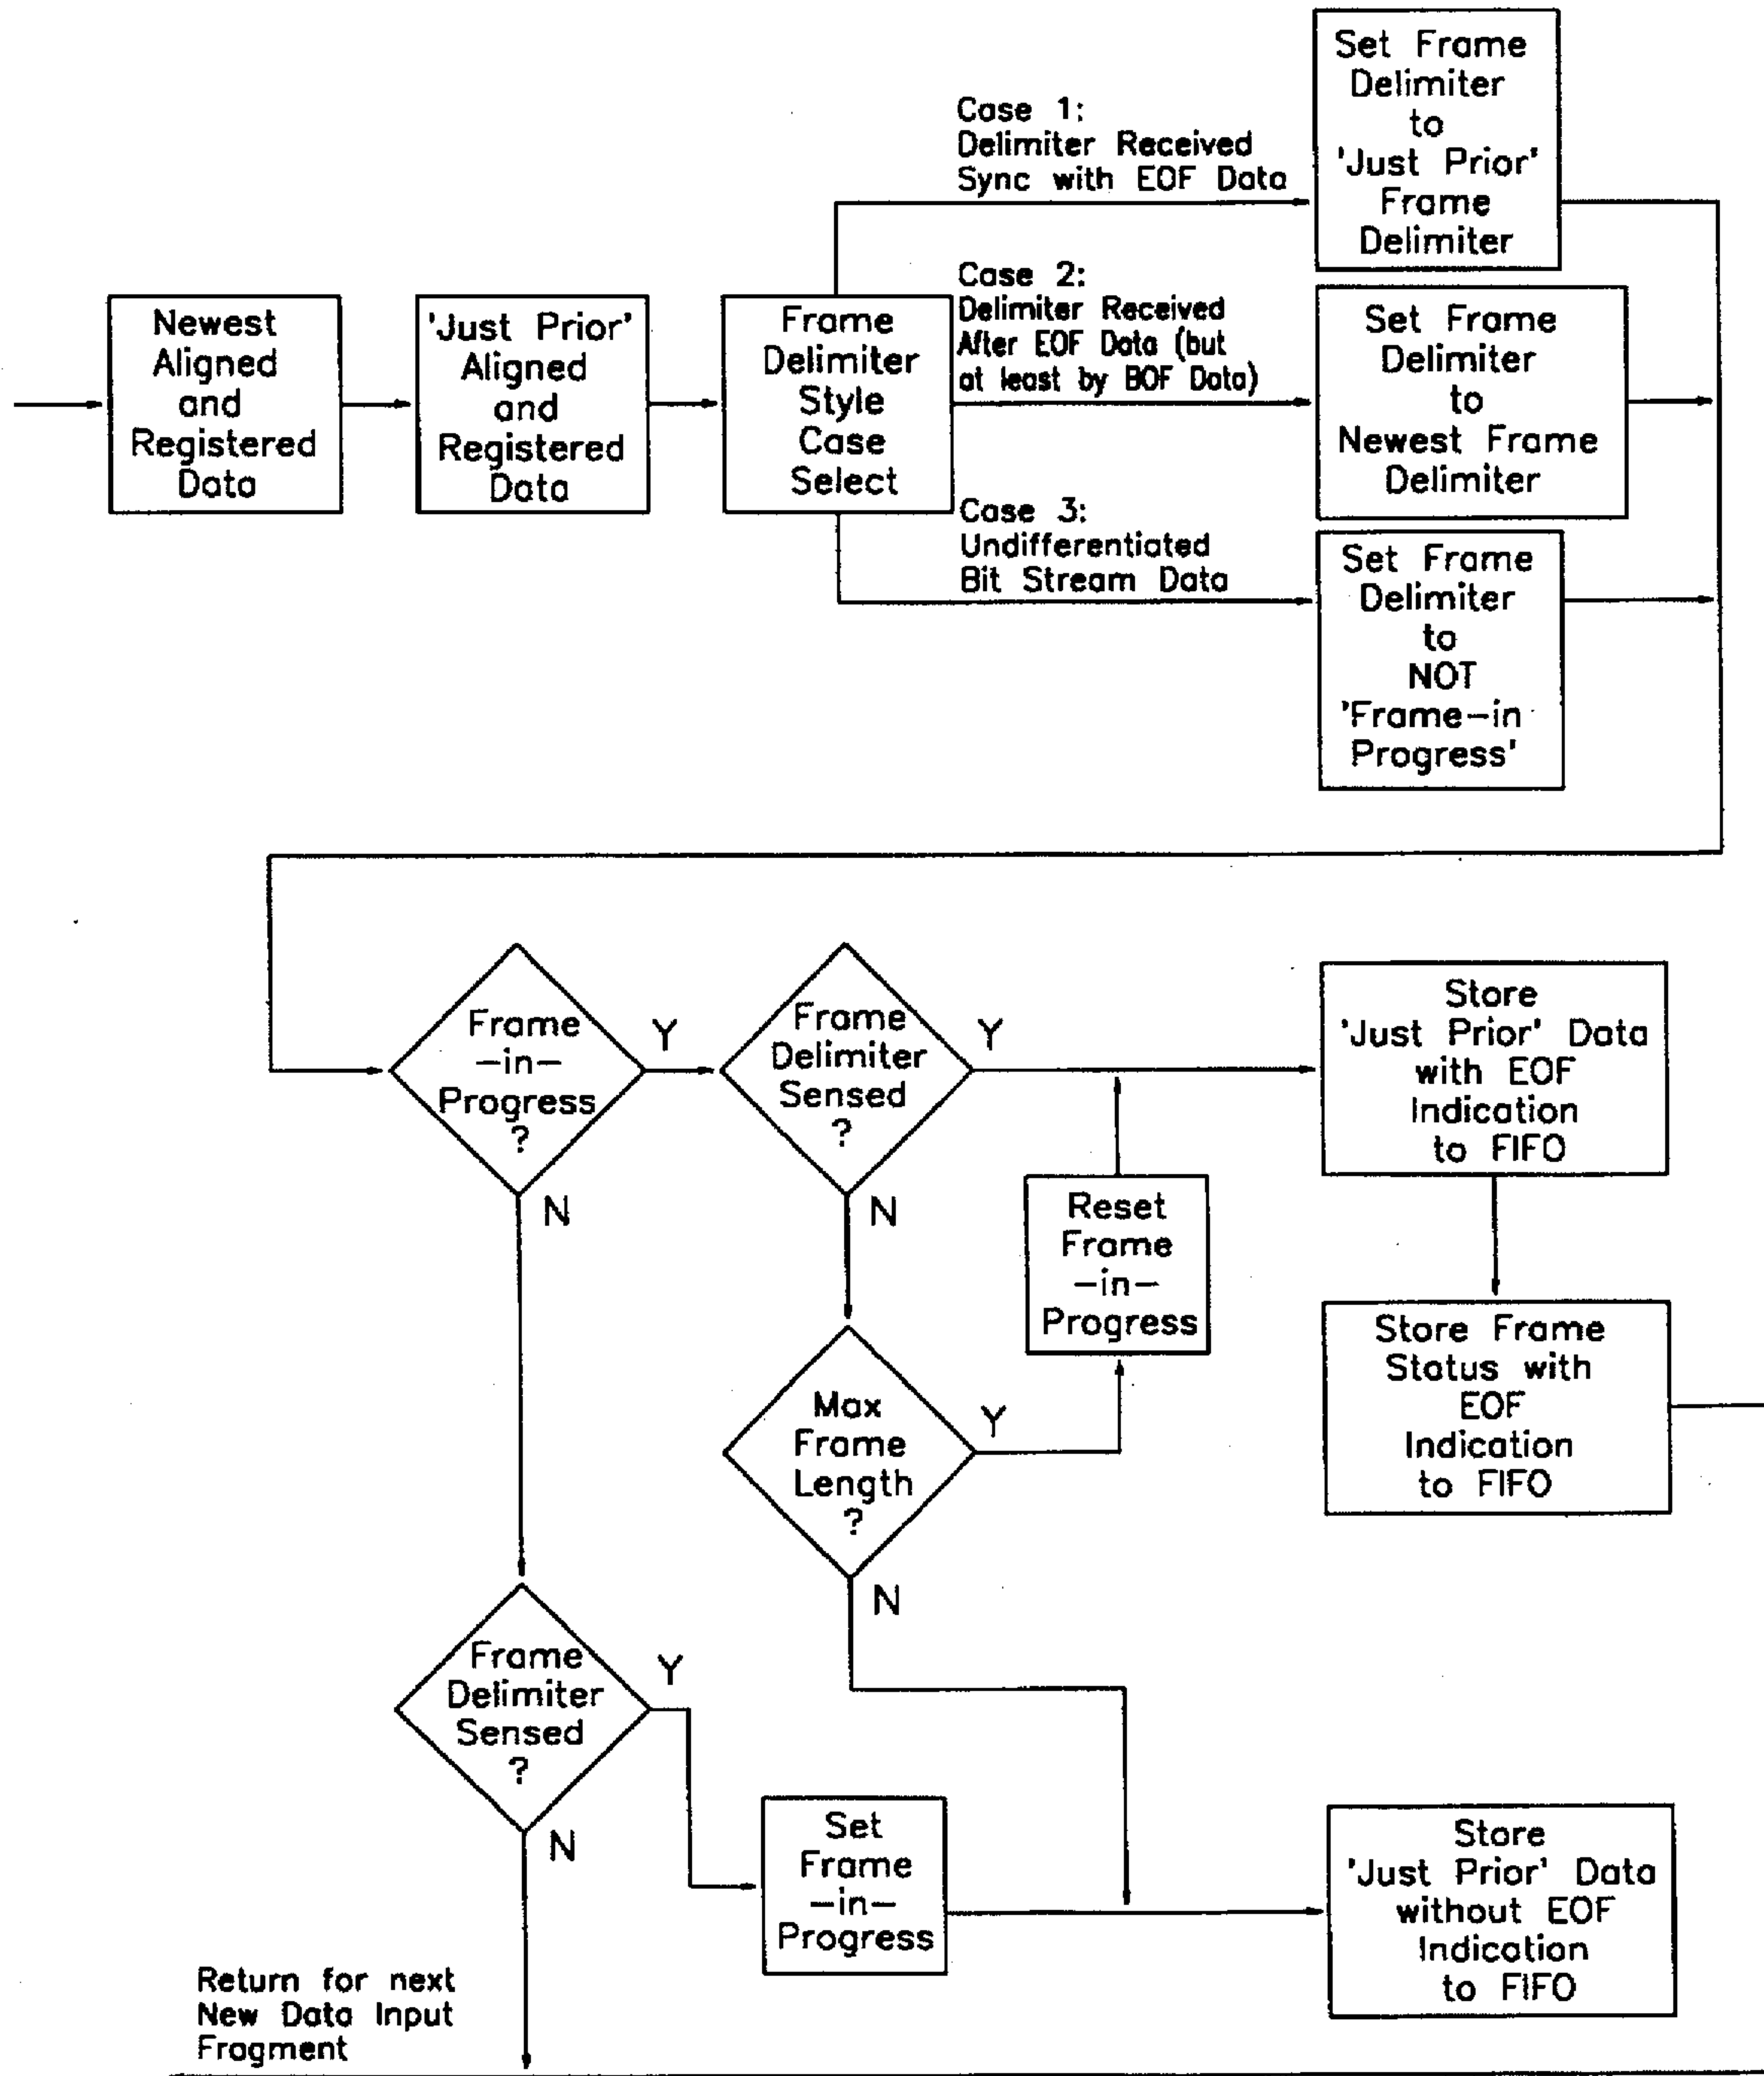 Newest
Aligned
and
Registered
Data
'Just Prior'
Aligned
and
Registered
Data
Frame
Delimiter
Style
Case
Select
Case 1:
Delimiter Received
Sync with EOF Data
Set Frame
Delimiter
to
'Just Prior'
Frame
Delimiter
Case 2:
Delimiter Received
After EOF Data (but
at least by BOF Data)
Set Frame
Delimiter
to
Newest Frame
Delimiter
Case 3:
Undifferentiated
Bit Stream Data
Set Frame
Delimiter
to
NOT
'Frame-in
Progress'
Frame
-in-
Progress
?
Y
N
Frame
Delimiter
Sensed
?
Y
N
Store
'Just Prior' Data
with EOF
Indication
to FIFO
Reset
Frame
-in-
Progress
Max
Frame
Length
?
Y
N
Store Frame
Status with
EOF
Indication
to FIFO
Frame
Delimiter
Sensed
?
Y
N
Set
Frame
-in-
Progress
Store
'Just Prior' Data
without EOF
Indication
to FIFO
Return for next
New Data Input
Fragment